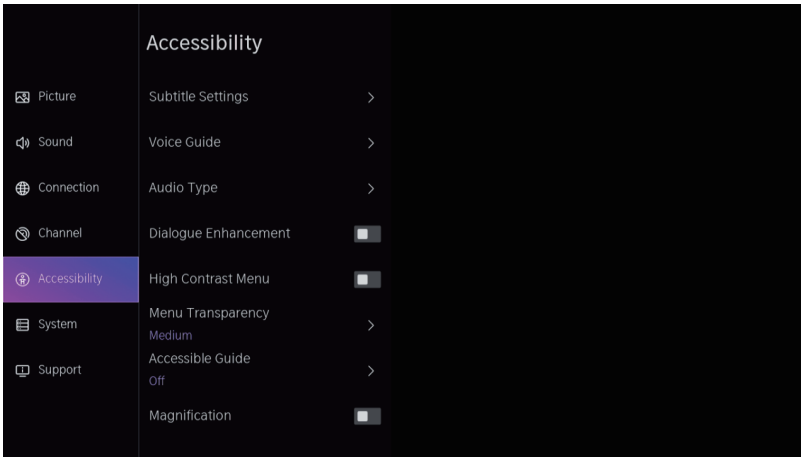 Accessibility
Picture
Sound
Connection
Channel
Accessibility
System
Support
Subtitle Settings
Voice Guide
Audio Type
Dialogue Enhancement
High Contrast Menu
Menu Transparency
Medium
Accessible Guide
Off
Magnification